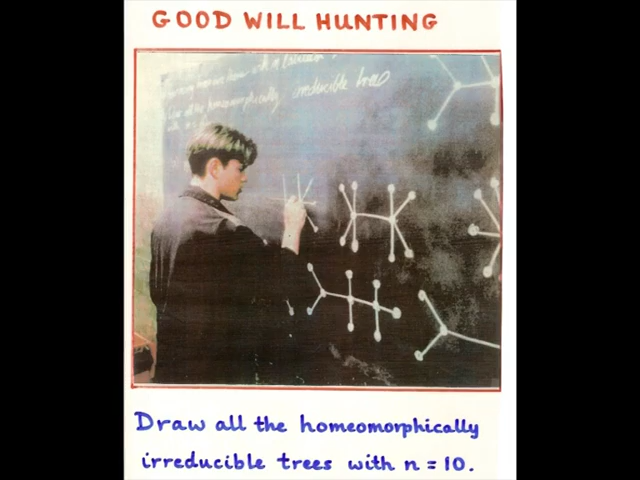 GOOD WILL HUNTING
homeomorphically irreducible trees
Draw all the homeomorphically
irreducible trees with n = 10.